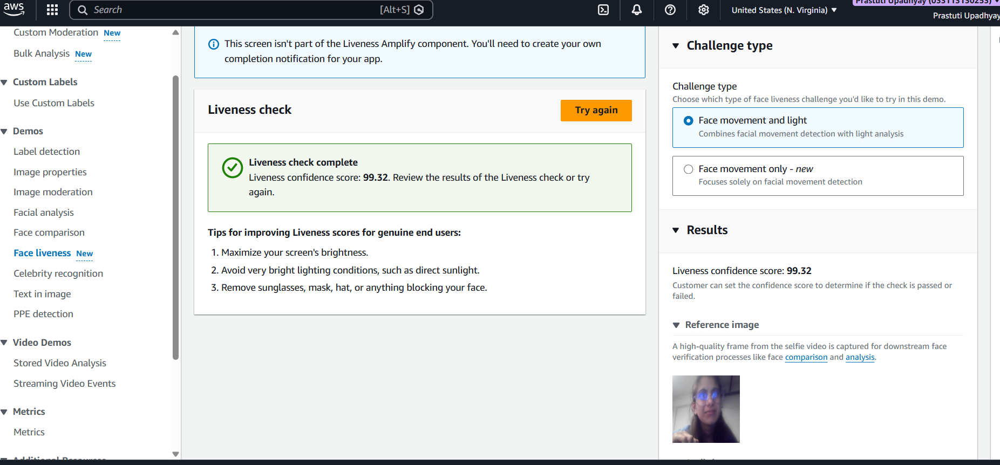 aws
Search
[Alt+S]
United States (N. Virginia)
Prastuti Upadhyay (033113130253)
Prastuti Upadhyay
Custom Moderation New
Bulk Analysis New
Custom Labels
Use Custom Labels
Demos
Label detection
Image properties
Image moderation
Facial analysis
Face comparison
Face liveness New
Celebrity recognition
Text in image
PPE detection
Video Demos
Stored Video Analysis
Streaming Video Events
Metrics
Metrics
Additional Resources
This screen isn't part of the Liveness Amplify component. You'll need to create your own
completion notification for your app.
Liveness check
Try again
Liveness check complete
Liveness confidence score: 99.32. Review the results of the Liveness check or try
again.
Tips for improving Liveness scores for genuine end users:
1. Maximize your screen's brightness.
2. Avoid very bright lighting conditions, such as direct sunlight.
3. Remove sunglasses, mask, hat, or anything blocking your face.
Challenge type
Challenge type
Choose which type of face liveness challenge you'd like to try in this demo.
Face movement and light
Combines facial movement detection with light analysis
Face movement only - new
Focuses solely on facial movement detection
Results
Liveness confidence score: 99.32
Customer can set the confidence score to determine if the check is passed or
failed.
Reference image
A high-quality frame from the selfie video is captured for downstream face
verification processes like face comparison and analysis.